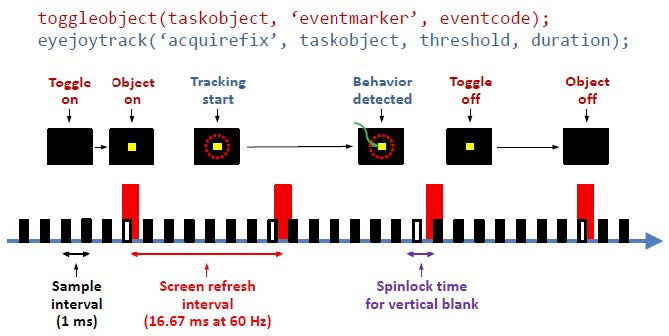 toggleobject(taskobject, ‘eventmarker’, eventcode);
eyejoytrack(‘acquirefix’, taskobject, threshold, duration);
Toggle on
Object on
Tracking start
Behavior detected
Toggle off
Object off
Sample interval (1 ms)
Screen refresh interval (16.67 ms at 60 Hz)
Spinlock time for vertical blank